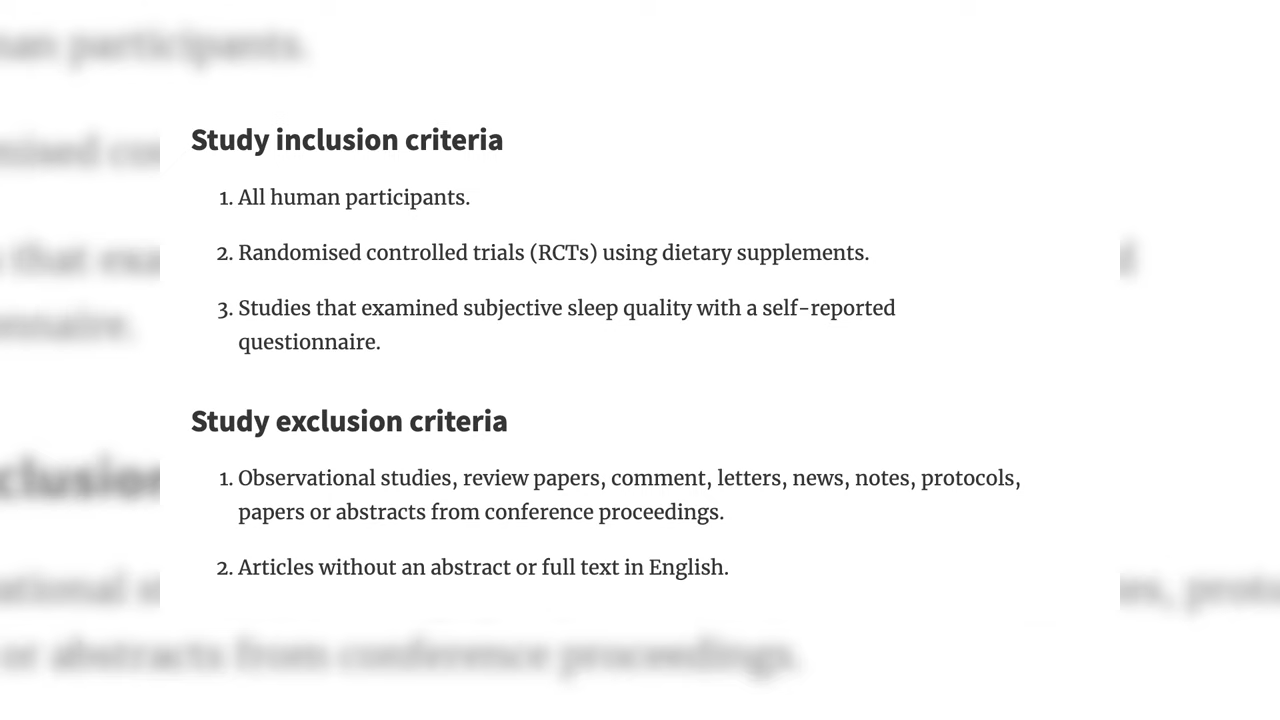 Study inclusion criteria
1. All human participants.
2. Randomised controlled trials (RCTs) using dietary supplements.
3. Studies that examined subjective sleep quality with a self-reported
questionnaire.
Study exclusion criteria
1. Observational studies, review papers, comment, letters, news, notes, protocols,
papers or abstracts from conference proceedings.
2. Articles without an abstract or full text in English.